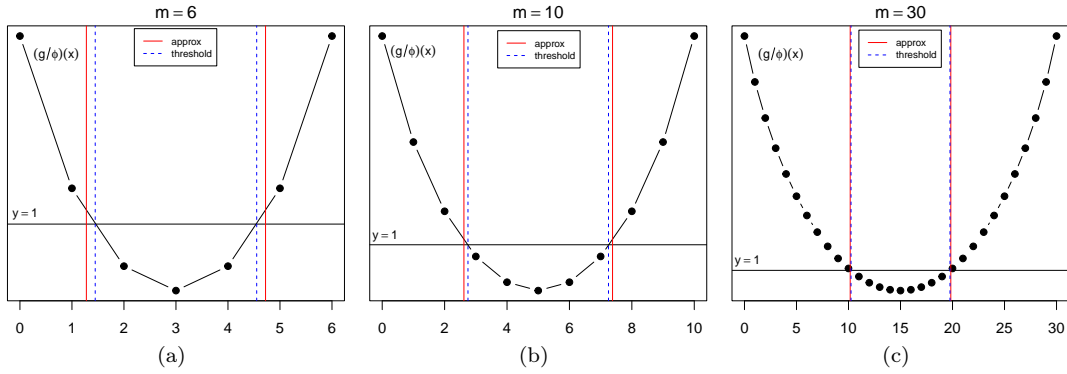 m = 6
(g/ϕ)(x)
approx
threshold
y = 1
0 1 2 3 4 5 6
(a)
m = 10
(g/ϕ)(x)
approx
threshold
y = 1
0 2 4 6 8 10
(b)
m = 30
(g/ϕ)(x)
approx
threshold
y = 1
0 5 10 15 20 25 30
(c)